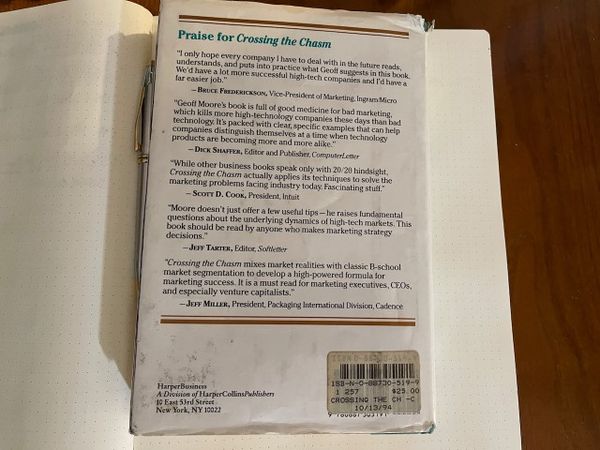 Praise for Crossing the Chasm
"I only hope every company I have to deal with in the future reads,
understands, and puts into practice what Geoff suggests in this book.
We'd have a lot more successful high-tech companies and I'd have a
far easier job."
—BRUCE FREDERICKSON, Vice-President of Marketing, Ingram Micro
"Geoff Moore's book is full of good medicine for bad marketing,
which kills more high-technology companies these days than bad
technology. It's packed with clear, specific examples that can help
companies distinguish themselves at a time when technology
products are becoming more and more alike."
—DICK SHAFFER, Editor and Publisher, ComputerLetter
"While other business books speak only with 20/20 hindsight,
Crossing the Chasm actually applies its techniques to solve the
marketing problems facing industry today. Fascinating stuff."
—SCOTT D. COOK, President, Intuit
"Moore doesn't just offer a few useful tips—he raises fundamental
questions about the underlying dynamics of high-tech markets. This
book should be read by anyone who makes marketing strategy
decisions."
—JEFF TARTER, Editor, Softletter
"Crossing the Chasm mixes market realities with classic B-school
market segmentation to develop a high-powered formula for
marketing success. It is a must read for marketing executives, CEOs,
and especially venture capitalists."
—JEFF MILLER, President, Packaging International Division, Cadence
HarperBusiness
A Division of HarperCollinsPublishers
10 East 53rd Street
New York, NY 10022
ISBN 0-88730-519-9
ISB-N-0-88730-519-9
1 257 $25.00
CROSSING THE CH -C
10/13/94
9 780887 305191